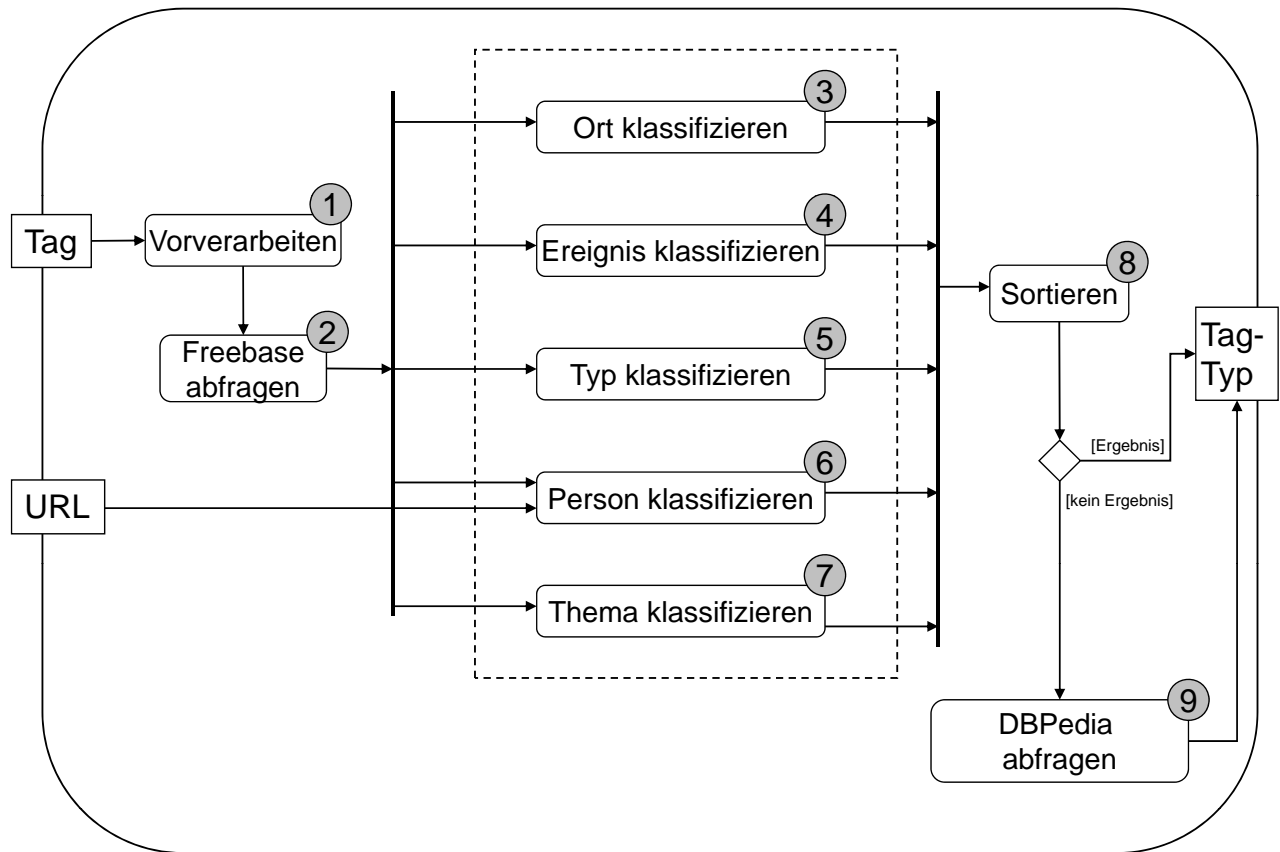 3
Ort klassifizieren
1
Tag
Vorverarbeiten
4
Ereignis klassifizieren
8
Sortieren
2
Freebase
abfragen
5
Typ klassifizieren
Tag-
Typ
[Ergebnis]
6
Person klassifizieren
[kein Ergebnis]
URL
7
Thema klassifizieren
9
DBPedia
abfragen